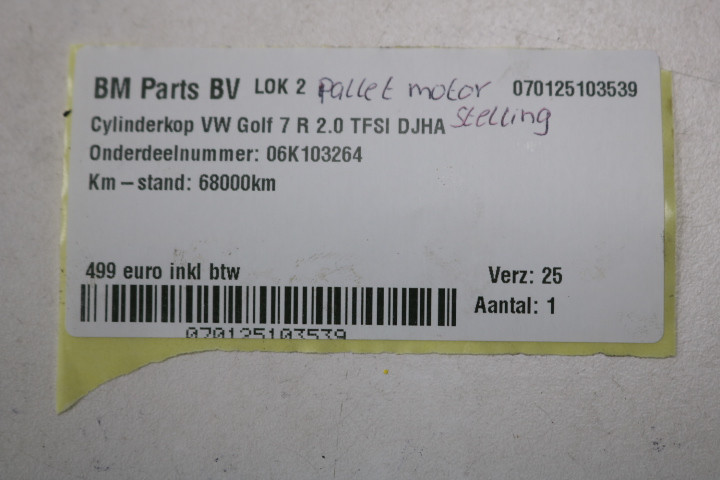 BM Parts BV LOK 2 Pallet motor 070125103539
Cylinderkop VW Golf 7 R 2.0 TFSI DJHA Stelling
Onderdeelnummer: 06K103264
Km-stand: 68000km
499 euro inkl btw Verz: 25
Aantal: 1
070125103539